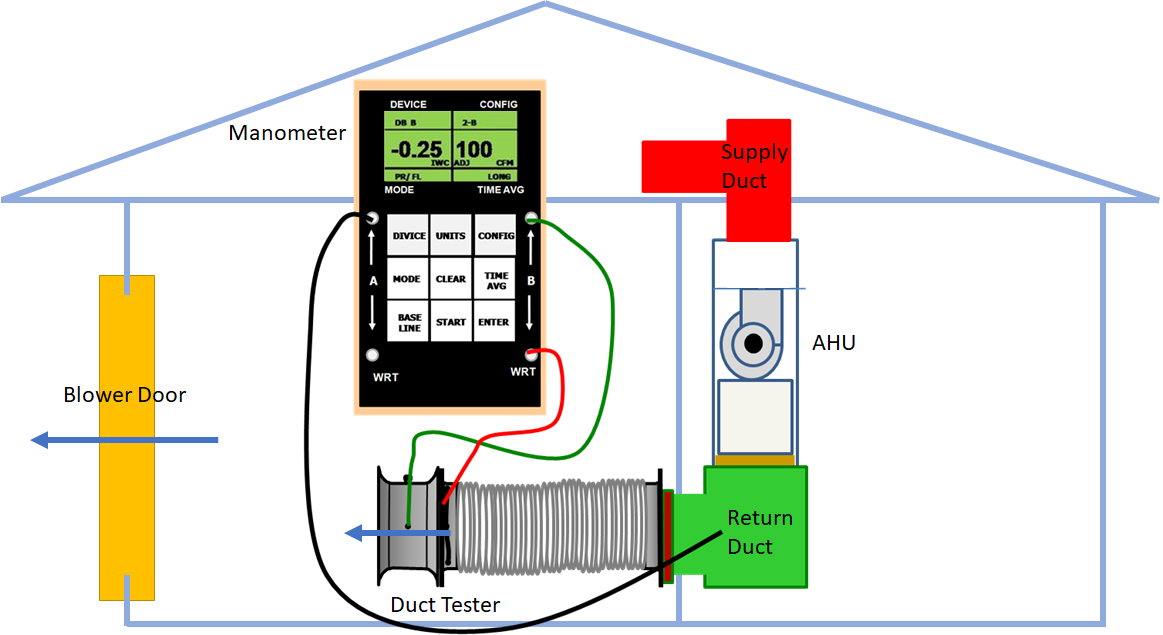 Manometer
DEVICE CONFIG
DB B 2-B
-0.25 100
IWC ADJ CFM
PR/ FL LONG
MODE TIME AVG
DIVICE UNITS CONFIG
A MODE CLEAR TIME AVG B
BASE LINE START ENTER
WRT WRT
Supply
Duct
AHU
Blower Door
Return
Duct
Duct Tester